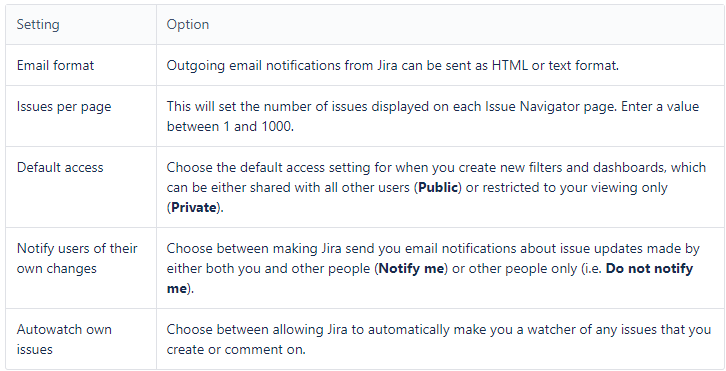 Setting
Option
Email format
Outgoing email notifications from Jira can be sent as HTML or text format.
Issues per page
This will set the number of issues displayed on each Issue Navigator page. Enter a value
between 1 and 1000.
Default access
Choose the default access setting for when you create new filters and dashboards, which
can be either shared with all other users (Public) or restricted to your viewing only
(Private).
Notify users of their
own changes
Choose between making Jira send you email notifications about issue updates made by
either both you and other people (Notify me) or other people only (i.e. Do not notify
me).
Autowatch own
issues
Choose between allowing Jira to automatically make you a watcher of any issues that you
create or comment on.